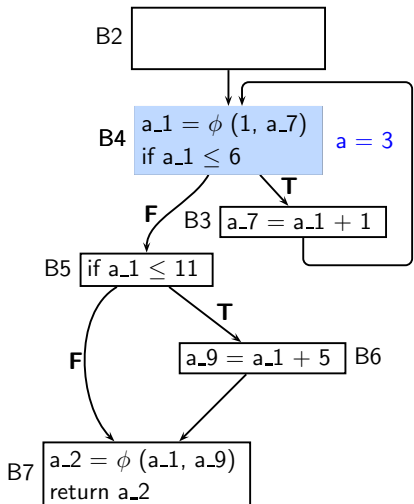 B2
B4
a_1 = ϕ (1, a_7)
if a_1 ≤ 6
a = 3
T
F
B3
a_7 = a_1 + 1
B5
if a_1 ≤ 11
T
F
a_9 = a_1 + 5
B6
B7
a_2 = ϕ (a_1, a_9)
return a_2